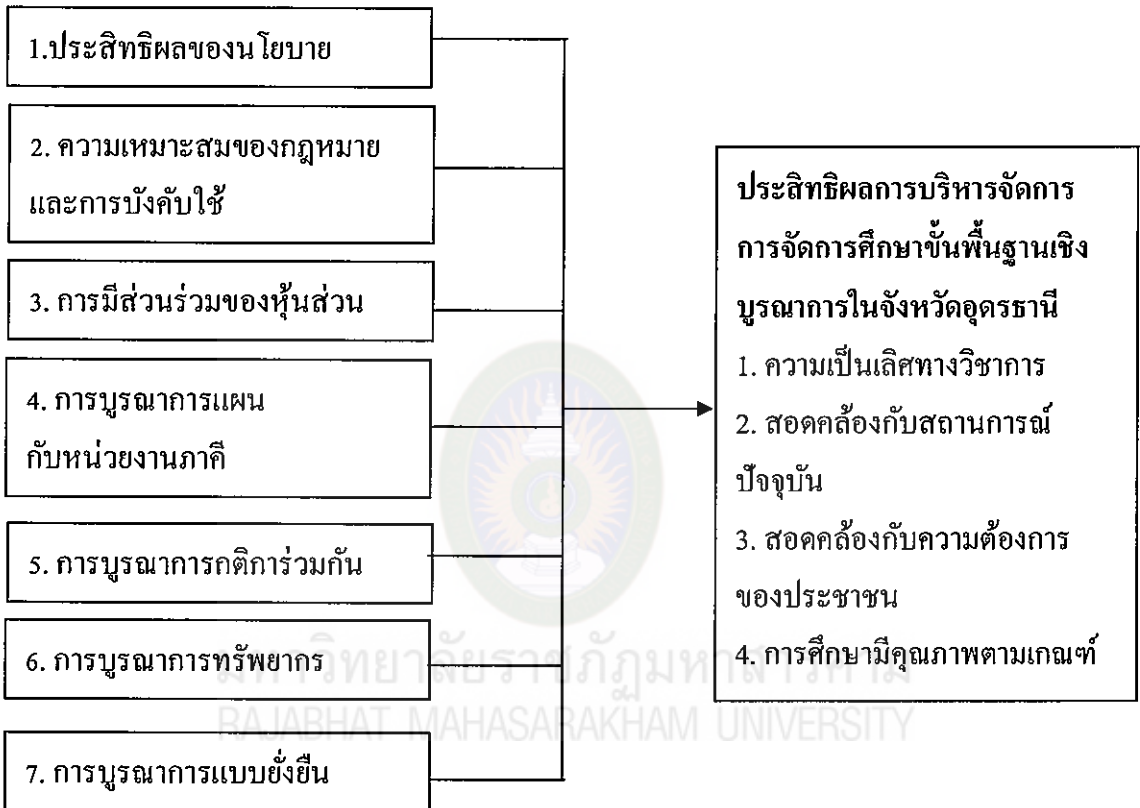 1.ประสิทธิผลของนโยบาย
2. ความเหมาะสมของกฎหมาย
และการบังคับใช้
3. การมีส่วนร่วมของหุ้นส่วน
4. การบูรณาการแผน
กับหน่วยงานภาคี
5. การบูรณาการกติการ่วมกัน
6. การบูรณาการทรัพยากร
7. การบูรณาการแบบยั่งยืน
ประสิทธิผลการบริหารจัดการ
การจัดการศึกษาขั้นพื้นฐานเชิง
บูรณาการในจังหวัดอุดรธานี
1. ความเป็นเลิศทางวิชาการ
2. สอดคล้องกับสถานการณ์
ปัจจุบัน
3. สอดคล้องกับความต้องการ
ของประชาชน
4. การศึกษามีคุณภาพตามเกณฑ์
มหาวิทยาลัยราชภัฏมหาสารคาม
RAJABHAT MAHASARAKHAM UNIVERSITY